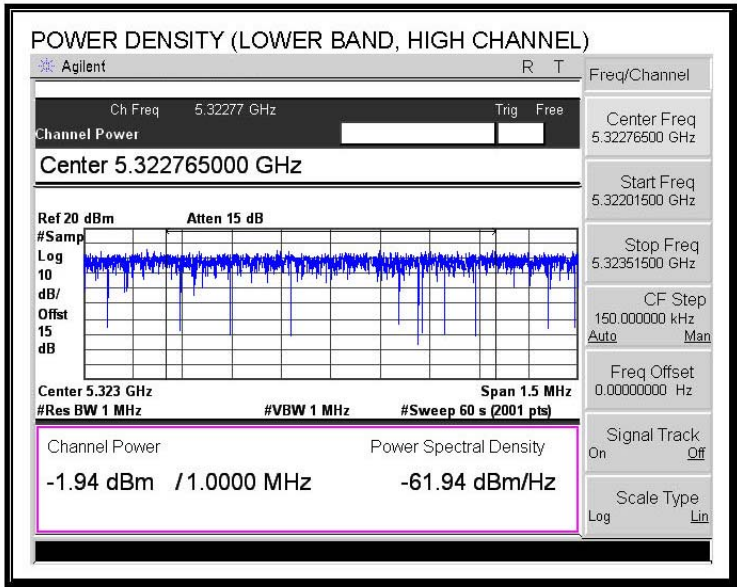 POWER DENSITY (LOWER BAND, HIGH CHANNEL)
Agilent R T
Freq/Channel
Ch Freq 5.32277 GHz Trig Free
Channel Power
Center 5.322765000 GHz
Center Freq
5.32276500 GHz
Start Freq
5.32201500 GHz
Stop Freq
5.32351500 GHz
CF Step
150.000000 kHz
Auto Man
Freq Offset
0.00000000 Hz
Signal Track
On Off
Scale Type
Log Lin
Ref 20 dBm Atten 15 dB
#Samp
Log
10
dB/
Offst
15
dB
Center 5.323 GHz Span 1.5 MHz
#Res BW 1 MHz #VBW 1 MHz #Sweep 60 s (2001 pts)
Channel Power Power Spectral Density
-1.94 dBm / 1.0000 MHz -61.94 dBm/Hz